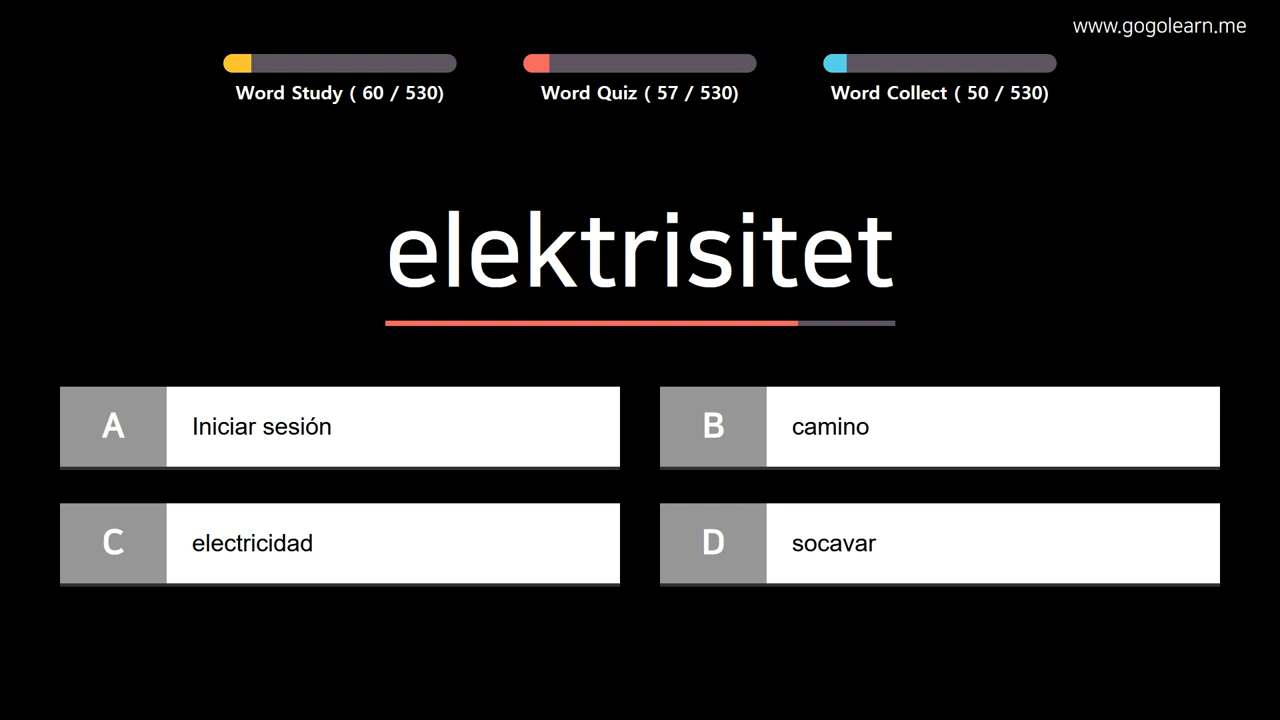 www.gogolearn.me
Word Study ( 60 / 530)
Word Quiz ( 57 / 530)
Word Collect ( 50 / 530)
elektrisitet
A Iniciar sesión
B camino
C electricidad
D socavar